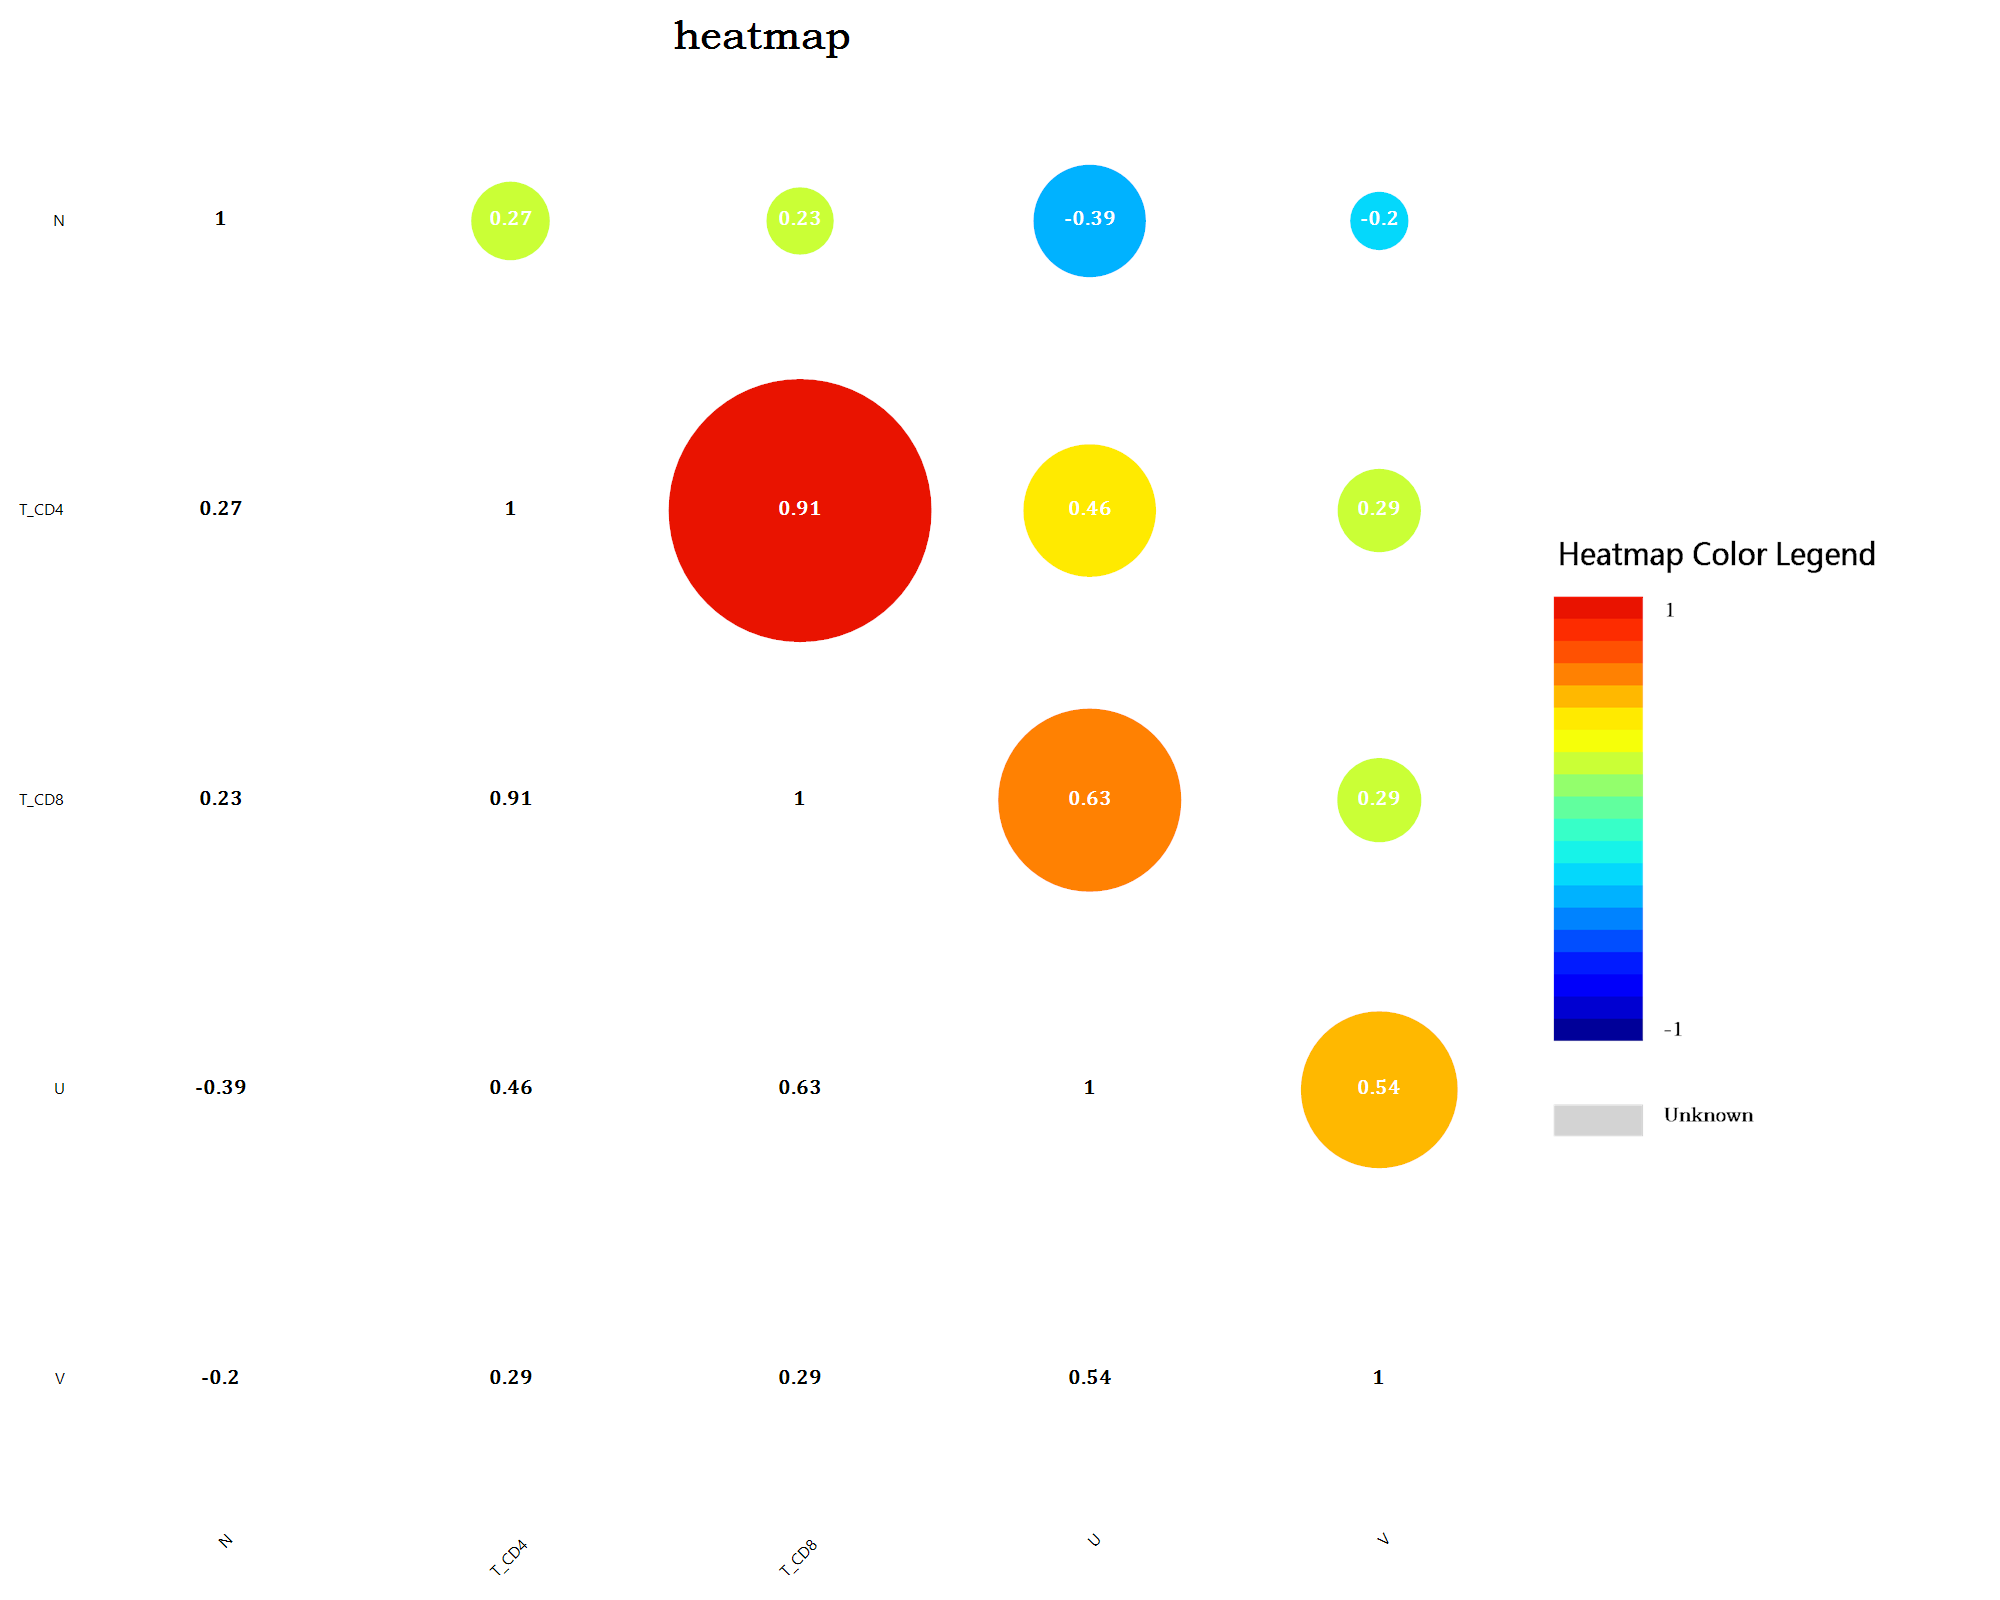 heatmap
N 1 0.27 0.23 -0.39 -0.2
T_CD4 0.27 1 0.91 0.46 0.29
Heatmap Color Legend
1
T_CD8 0.23 0.91 1 0.63 0.29
-1
U -0.39 0.46 0.63 1 0.54
Unknown
V -0.2 0.29 0.29 0.54 1
N T_CD4 T_CD8 U V